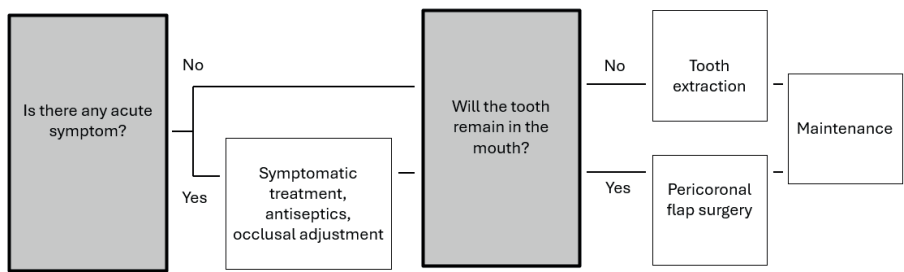 Is there any acute
symptom?
No
Yes
Symptomatic
treatment,
antiseptics,
occlusal adjustment
Will the tooth
remain in the
mouth?
No
Tooth
extraction
Yes
Pericoronal
flap surgery
Maintenance